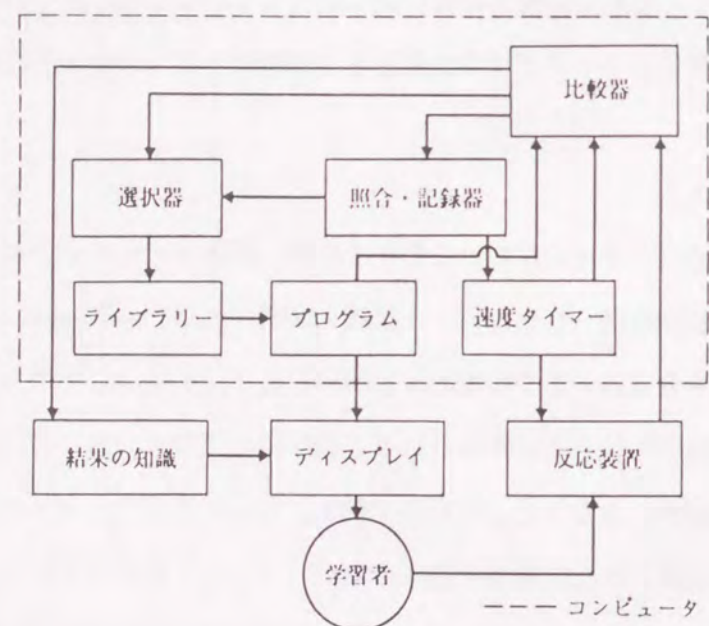 比較器
選択器
照合・記録器
ライブラリー
プログラム
速度タイマー
結果の知識
ディスプレイ
反応装置
学習者
コンピュータ